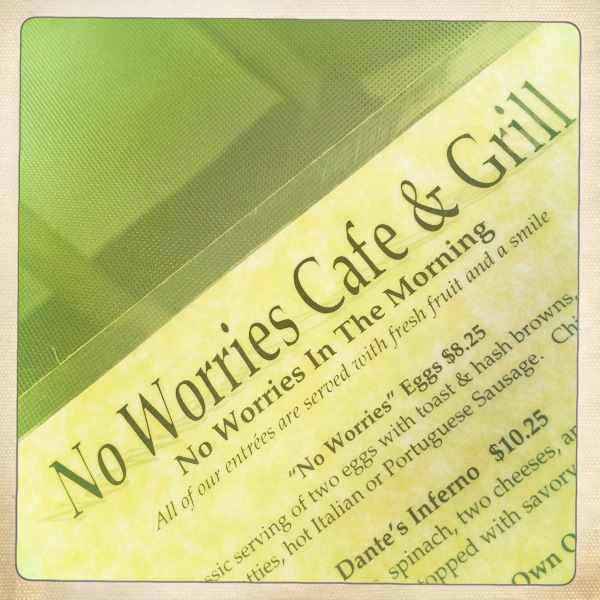 No Worries Cafe & Grill
No Worries In The Morning
All of our entrées are served with fresh fruit and a smile
“No Worries” Eggs $8.25
serving of two eggs with toast & hash browns,
hot Italian or Portuguese Sausage.
Dante's Inferno $10.25
spinach, two cheeses,
with savory
Own